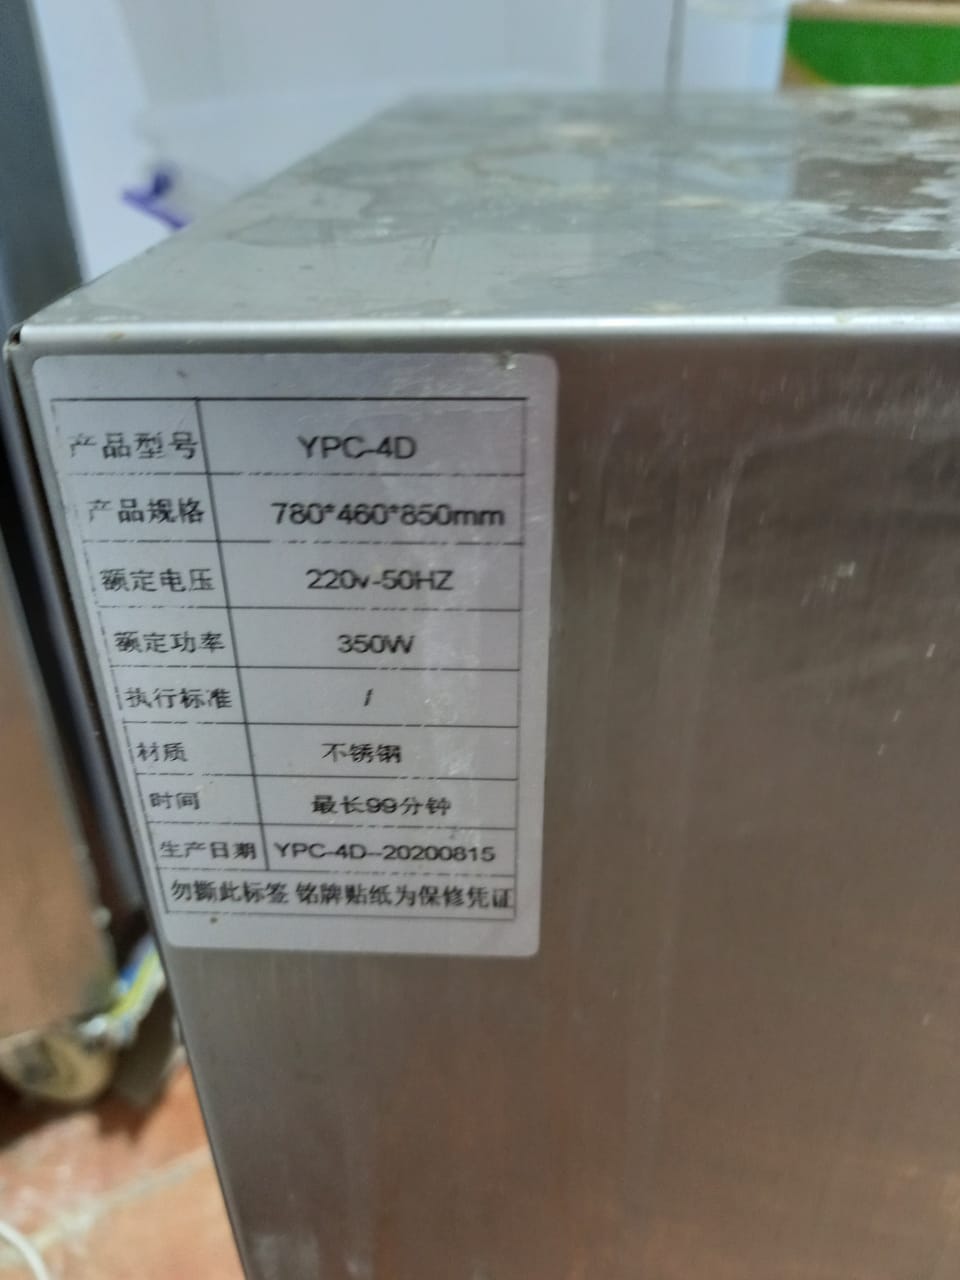 产品型号 YPC-4D
产品规格 780*460*850mm
额定电压 220v-50HZ
额定功率 350W
执行标准 /
材质 不锈钢
时间 最长99分钟
生产日期 YPC-4D--20200815
勿撕此标签 铭牌贴纸为保修凭证